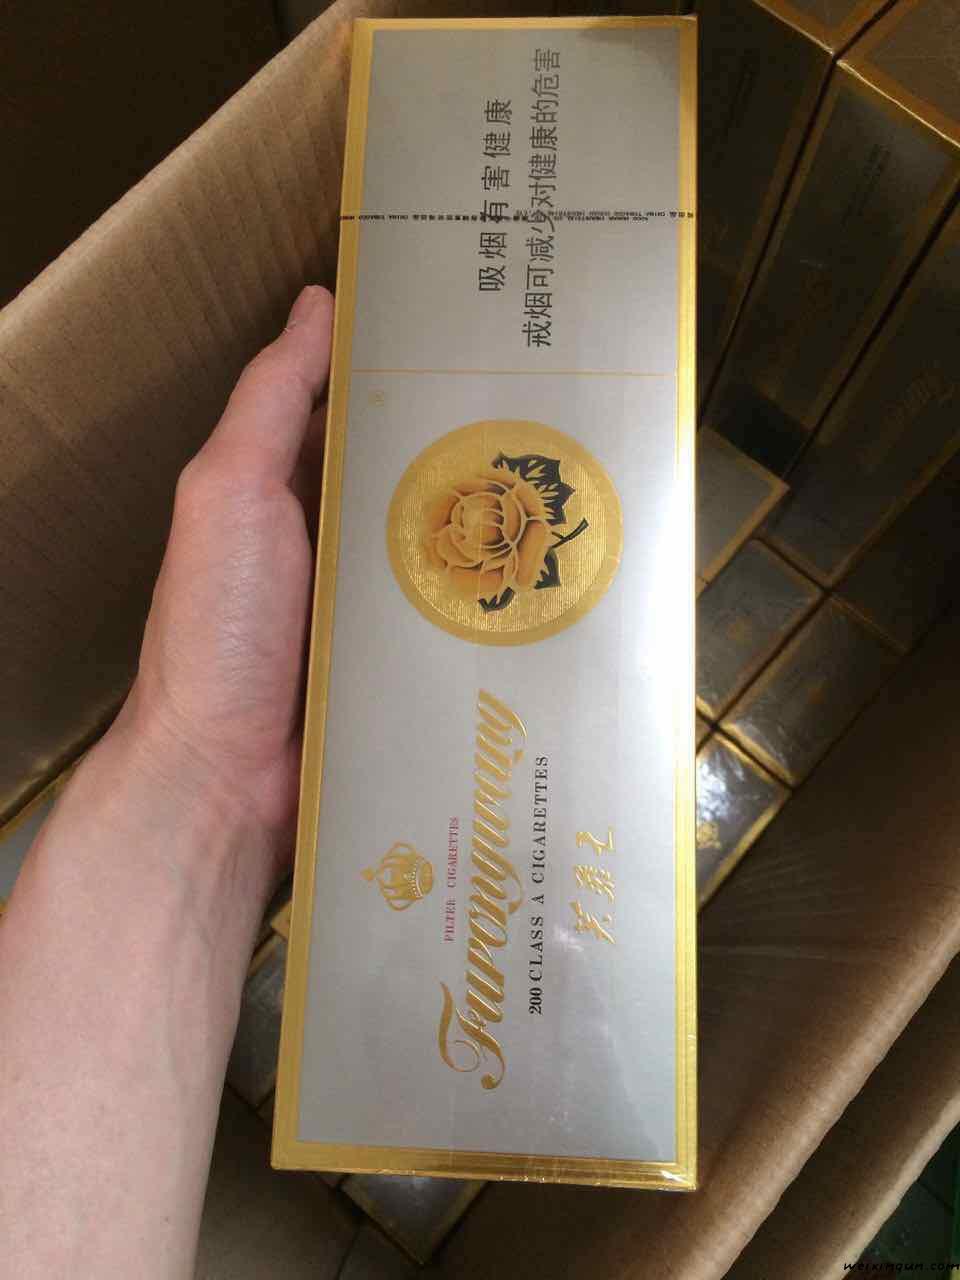 吸烟有害健康
戒烟可减少对健康的危害
FILTER CIGARETTES
Furongwang
200 CLASS A CIGARETTES
芙蓉王
weixinqun.com